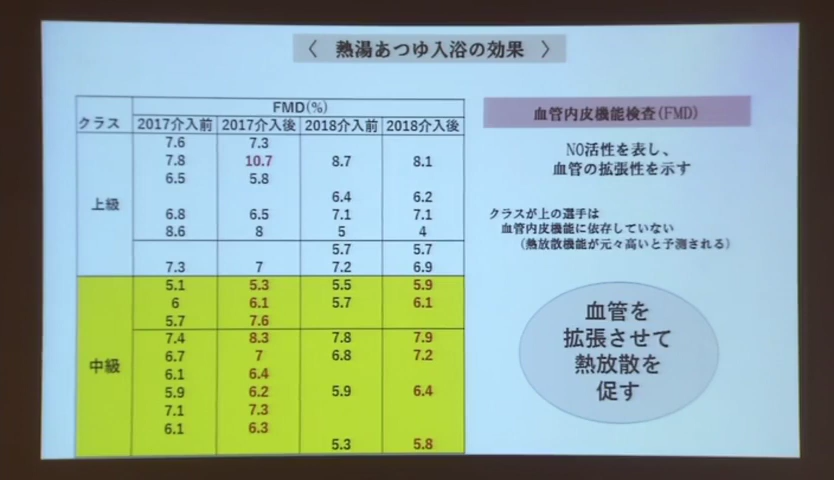 〈 熱湯あつゆ入浴の効果 〉
クラス FMD(%)
2017介入前 2017介入後 2018介入前 2018介入後
上級
7.6 7.3
7.8 10.7 8.7 8.1
6.5 5.8
6.4 6.2
6.8 6.5 7.1 7.1
8.6 8 5 4
5.7 5.7
7.3 7 7.2 6.9
中級
5.1 5.3 5.5 5.9
6 6.1 5.7 6.1
5.7 7.6
7.4 8.3 7.8 7.9
6.7 7 6.8 7.2
6.1 6.4
5.9 6.2 5.9 6.4
7.1 7.3
6.1 6.3
5.3 5.8
血管内皮機能検査(FMD)
NO活性を表し、
血管の拡張性を示す
クラスが上の選手は
血管内皮機能に依存していない
（熱放散機能が元々高いと予測される）
血管を
拡張させて
熱放散を
促す